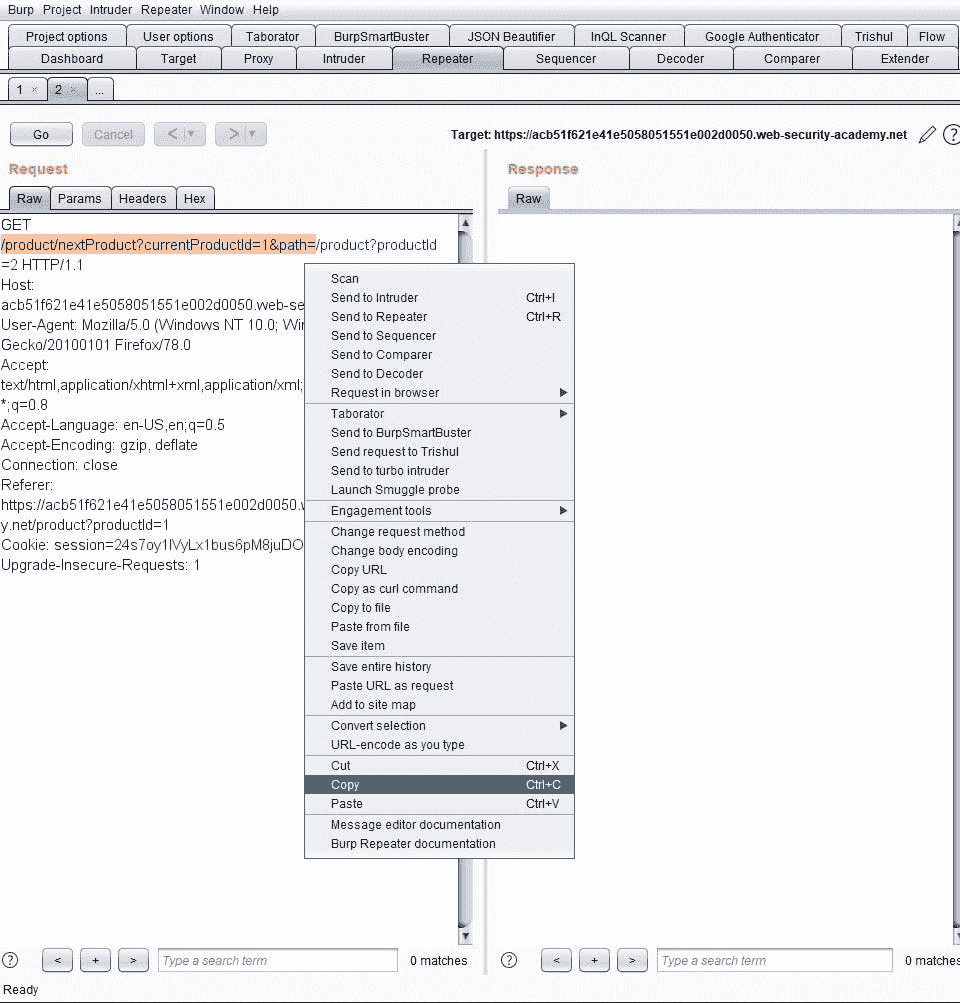 Burp Project Intruder Repeater Window Help
Project options User options Taborator BurpSmartBuster JSON Beautifier InQL Scanner Google Authenticator Trishul Flow
Dashboard Target Proxy Intruder Repeater Sequencer Decoder Comparer Extender
1 × 2 × ...
Go Cancel < > Target: https://acb51f621e41e5058051551e002d0050.web-security-academy.net ?
Request
Raw Params Headers Hex
GET
/product/nextProduct?currentProductId=1&path=/product?productId
=2 HTTP/1.1
Host:
acb51f621e41e5058051551e002d0050.web-se
User-Agent: Mozilla/5.0 (Windows NT 10.0; Wi
Gecko/20100101 Firefox/78.0
Accept:
text/html,application/xhtml+xml,application/xml;
*;q=0.8
Accept-Language: en-US,en;q=0.5
Accept-Encoding: gzip, deflate
Connection: close
Referer:
https://acb51f621e41e5058051551e002d0050.
y.net/product?productId=1
Cookie: session=24s7oy1IVyLx1bus6pM8juDO
Upgrade-Insecure-Requests: 1
Scan
Send to Intruder Ctrl+I
Send to Repeater Ctrl+R
Send to Sequencer
Send to Comparer
Send to Decoder
Request in browser
Taborator
Send to BurpSmartBuster
Send request to Trishul
Send to turbo intruder
Launch Smuggle probe
Engagement tools
Change request method
Change body encoding
Copy URL
Copy as curl command
Copy to file
Paste from file
Save item
Save entire history
Paste URL as request
Add to site map
Convert selection
URL-encode as you type
Cut Ctrl+X
Copy Ctrl+C
Paste Ctrl+V
Message editor documentation
Burp Repeater documentation
Response
Raw
? < + > Type a search term 0 matches
? < + > Type a search term 0 matches
Ready